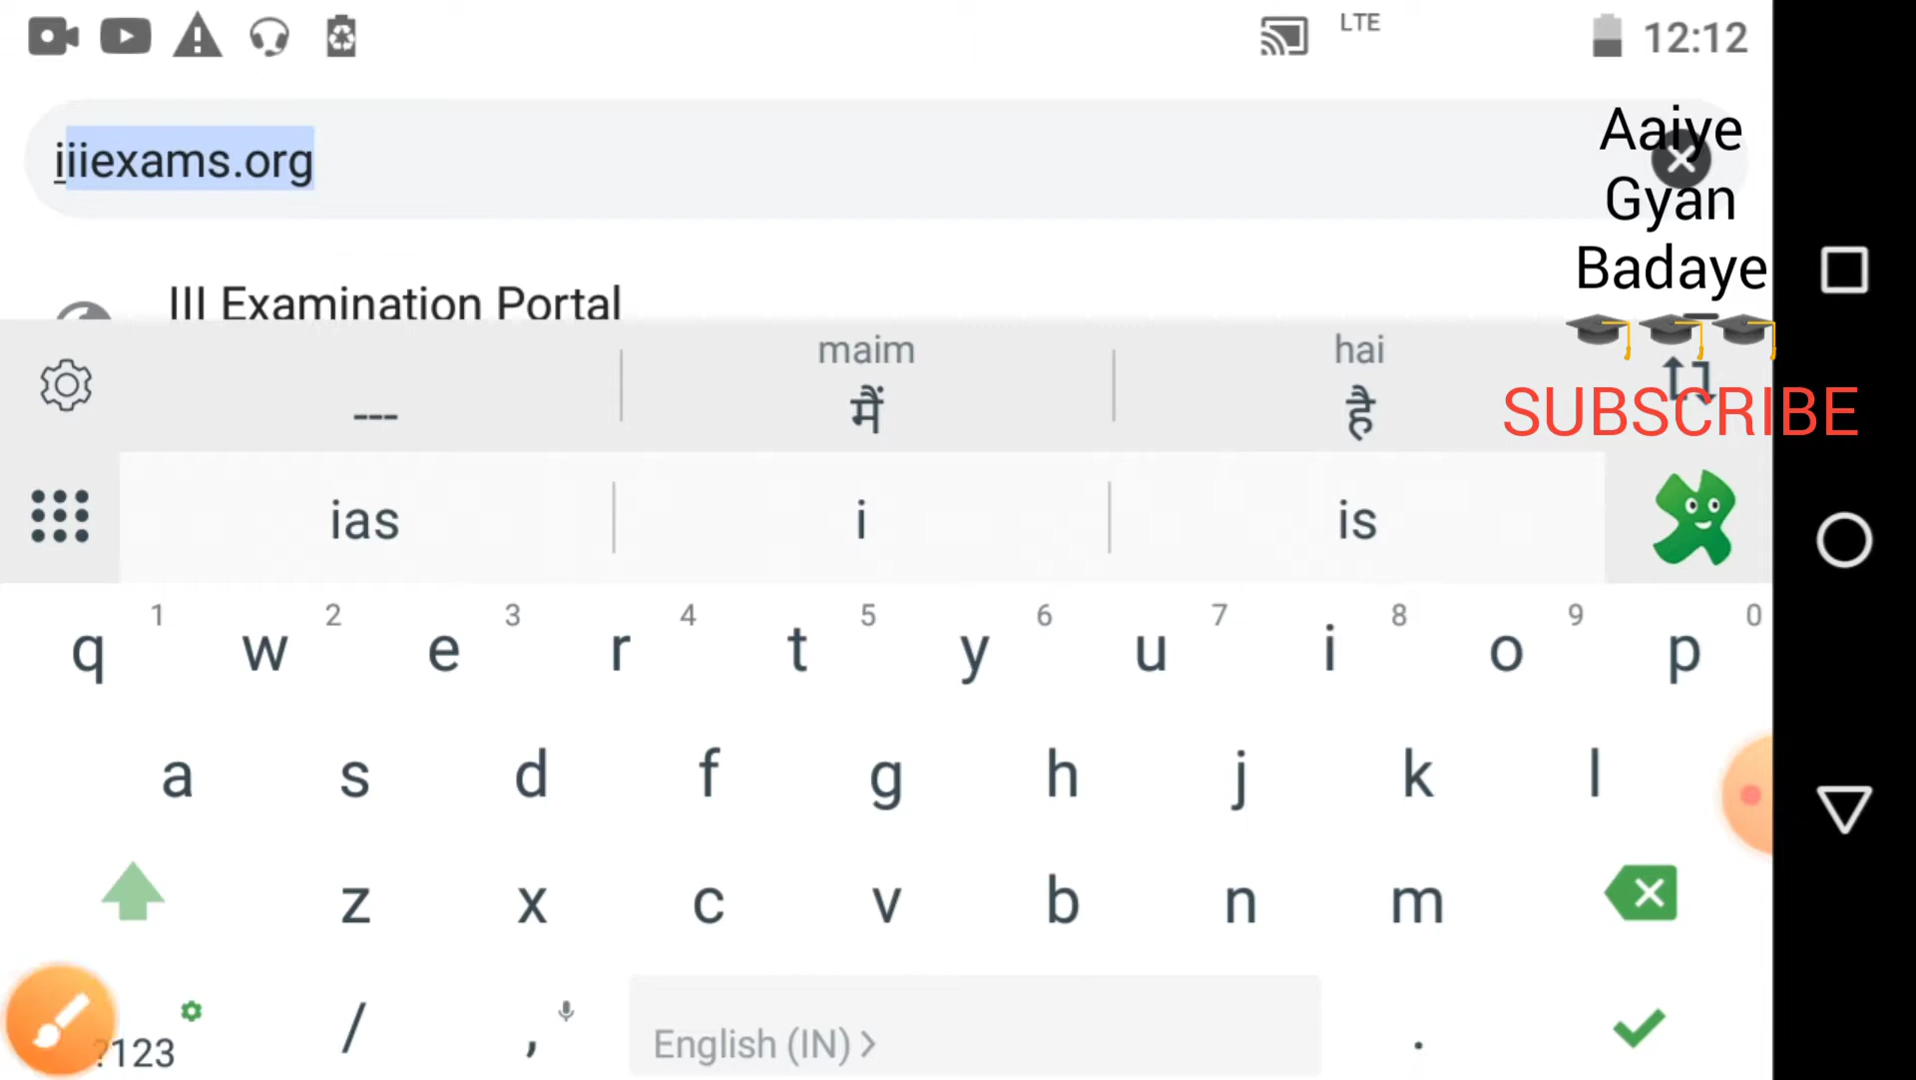 LTE 12:12
iiiexams.org
Aaiye
Gyan
Badaye
III Examination Portal
SUBSCRIBE
maim hai
--- मैं है
ias i is
1 2 3 4 5 6 7 8 9 0
q w e r t y u i o p
a s d f g h j k l
z x c v b n m
?123 / , English (IN) > .